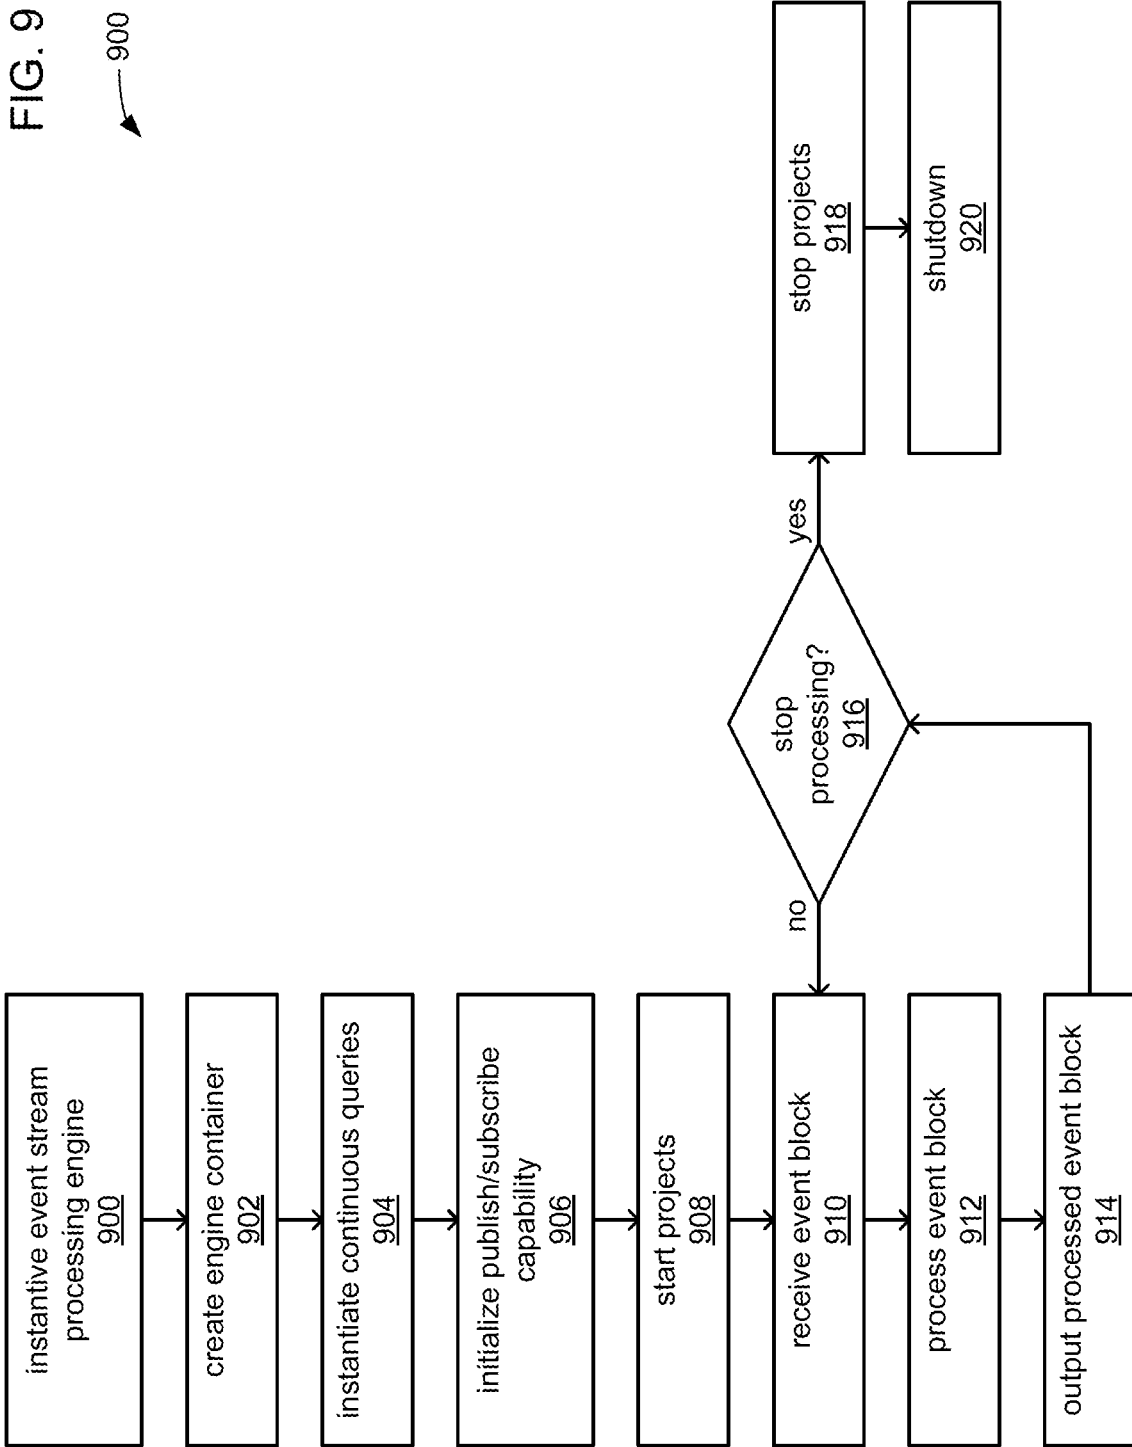 FIG. 9
900
instantive event stream
processing engine
900
create engine container
902
instantiate continuous queries
904
initialize publish/subscribe
capability
906
start projects
908
receive event block
910
process event block
912
output processed event block
914
stop
processing?
916
no
yes
stop projects
918
shutdown
920